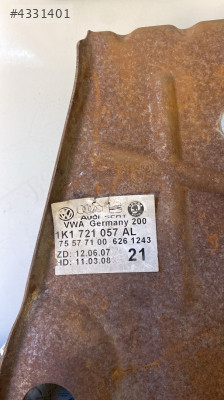 #4331401
Audi SEAT
VWA Germany 200
1K1 721 057 AL
75 57 71 00 626 1243
ZD: 12.06.07 21
HD: 11.03.08